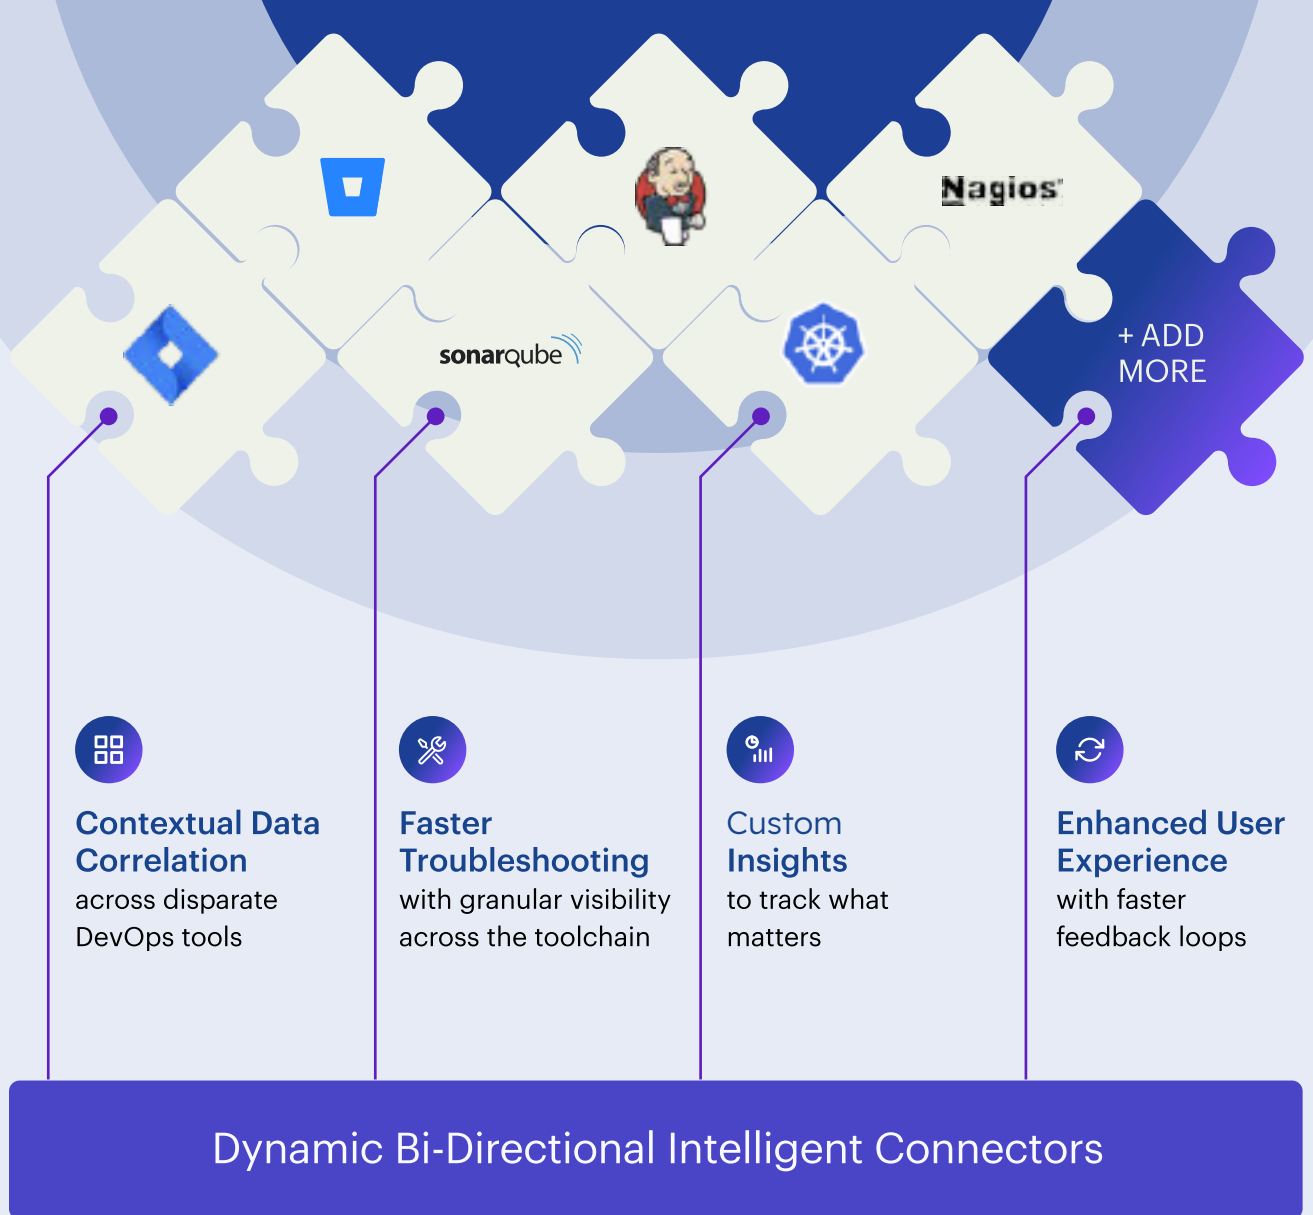 Nagios
sonarqube
+ ADD
MORE
Contextual Data
Correlation
across disparate
DevOps tools
Faster
Troubleshooting
with granular visibility
across the toolchain
Custom
Insights
to track what
matters
Enhanced User
Experience
with faster
feedback loops
Dynamic Bi-Directional Intelligent Connectors